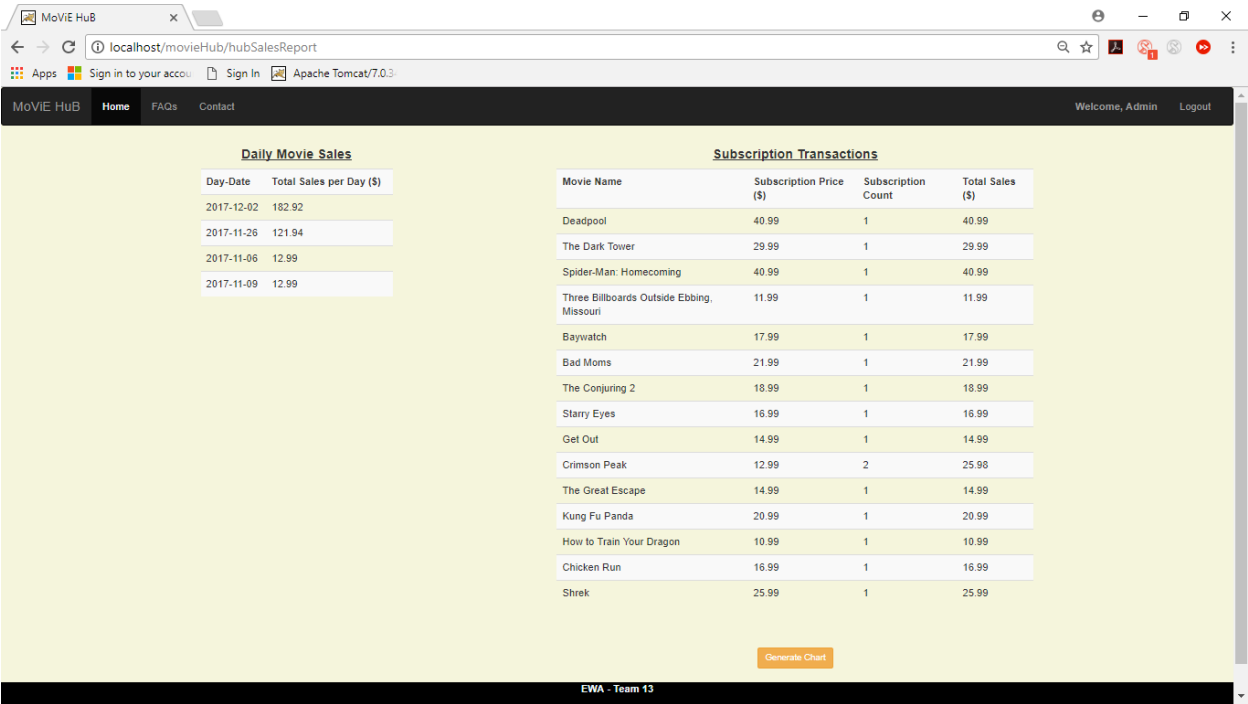 MoViE HuB
localhost/movieHub/hubSalesReport
1
Apps Sign in to your accou Sign In Apache Tomcat/7.0.3
MoViE HuB Home FAQs Contact Welcome, Admin Logout
Daily Movie Sales
Day-Date Total Sales per Day ($)
2017-12-02 182.92
2017-11-26 121.94
2017-11-06 12.99
2017-11-09 12.99
Subscription Transactions
Movie Name Subscription Price ($) Subscription Count Total Sales ($)
Deadpool 40.99 1 40.99
The Dark Tower 29.99 1 29.99
Spider-Man: Homecoming 40.99 1 40.99
Three Billboards Outside Ebbing, Missouri 11.99 1 11.99
Baywatch 17.99 1 17.99
Bad Moms 21.99 1 21.99
The Conjuring 2 18.99 1 18.99
Starry Eyes 16.99 1 16.99
Get Out 14.99 1 14.99
Crimson Peak 12.99 2 25.98
The Great Escape 14.99 1 14.99
Kung Fu Panda 20.99 1 20.99
How to Train Your Dragon 10.99 1 10.99
Chicken Run 16.99 1 16.99
Shrek 25.99 1 25.99
Generate Chart
EWA - Team 13